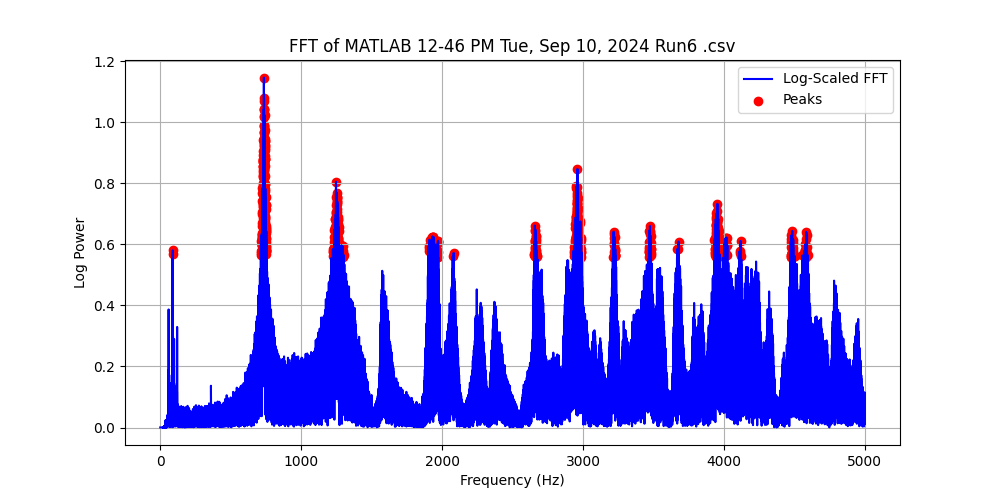 FFT of MATLAB 12-46 PM Tue, Sep 10, 2024 Run6 .csv
Log-Scaled FFT
Peaks
Log Power
1.2
1.0
0.8
0.6
0.4
0.2
0.0
0 1000 2000 3000 4000 5000
Frequency (Hz)